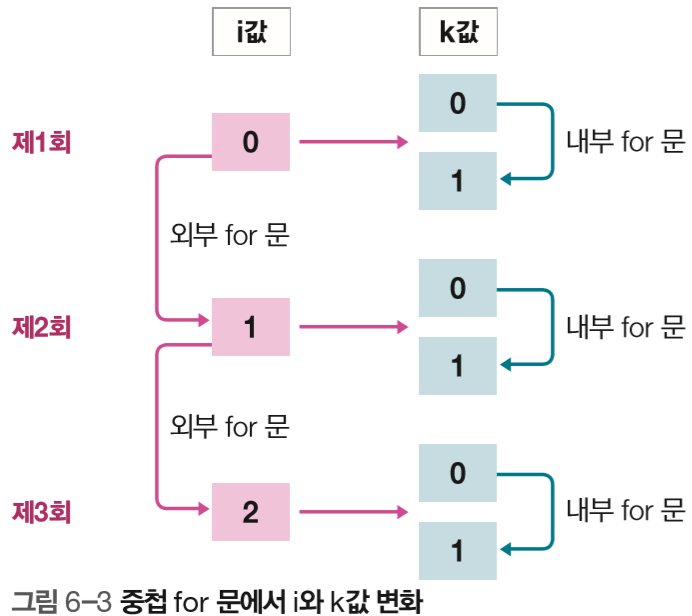 i값 k값
제1회 0 0 내부 for 문
1
외부 for 문
제2회 1 0 내부 for 문
1
외부 for 문
제3회 2 0 내부 for 문
1
그림 6-3 중첩 for 문에서 i와 k값 변화